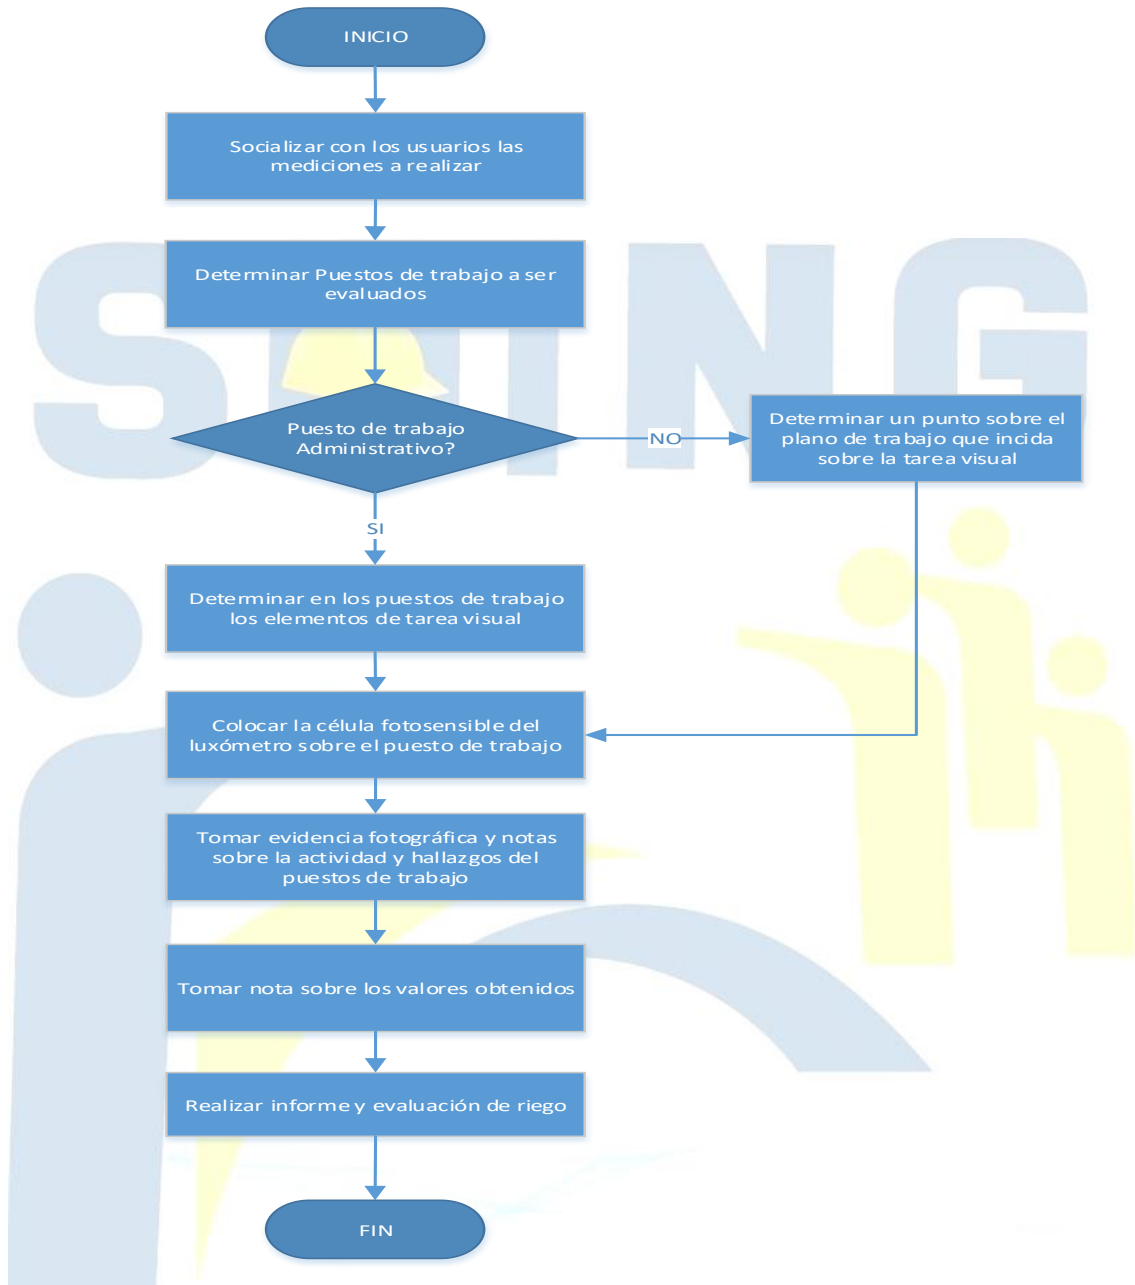 INICIO
Socializar con los usuarios las
mediciones a realizar
Determinar Puestos de trabajo a ser
evaluados
Puesto de trabajo
Administrativo?
NO
Determinar un punto sobre el
plano de trabajo que incida
sobre la tarea visual
SI
Determinar en los puestos de trabajo
los elementos de tarea visual
Colocar la célula fotosensible del
luxómetro sobre el puesto de trabajo
Tomar evidencia fotográfica y notas
sobre la actividad y hallazgos del
puestos de trabajo
Tomar nota sobre los valores obtenidos
Realizar informe y evaluación de riego
FIN